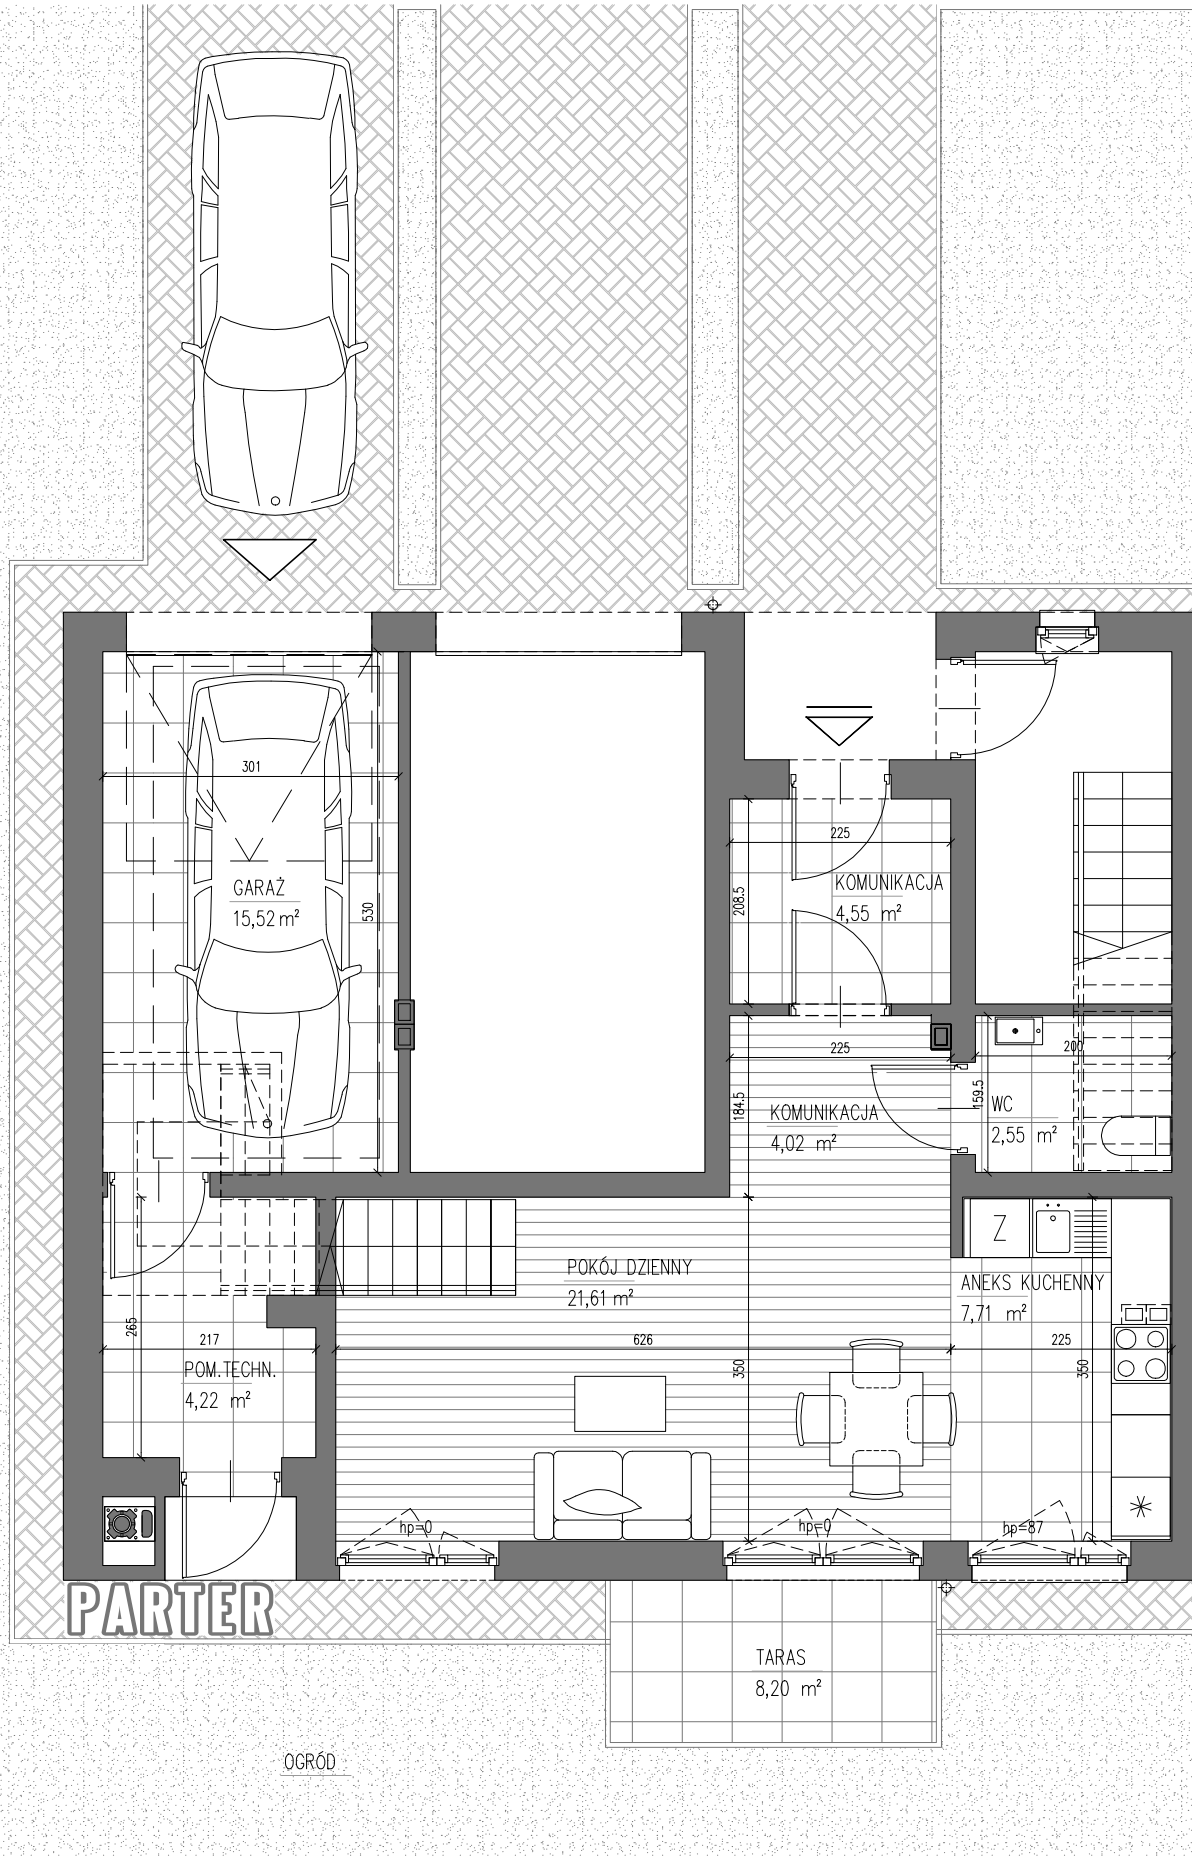 301
GARAŻ
15,52 m²
530
225
208.5
KOMUNIKACJA
4,55 m²
225
184.5
KOMUNIKACJA
4,02 m²
200
159.5
WC
2,55 m²
POKÓJ DZIENNY
21,61 m²
Z
ANEKS KUCHENNY
7,71 m²
265
217
626
225
350
350
POM.TECHN.
4,22 m²
hp=0
hp=0
hp=87
PARTER
TARAS
8,20 m²
OGRÓD